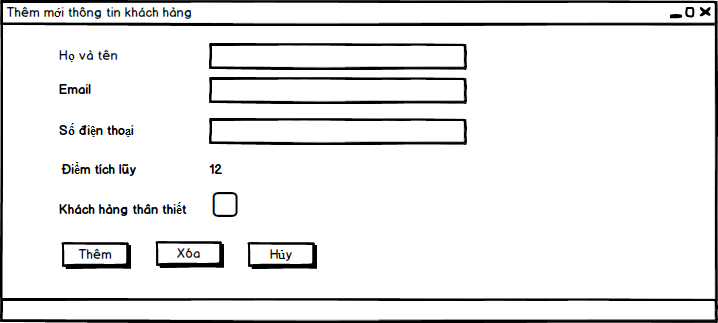 Thêm mới thông tin khách hàng
Họ và tên
Email
Số điện thoại
Điểm tích lũy 12
Khách hàng thân thiết
Thêm Xóa Hủy